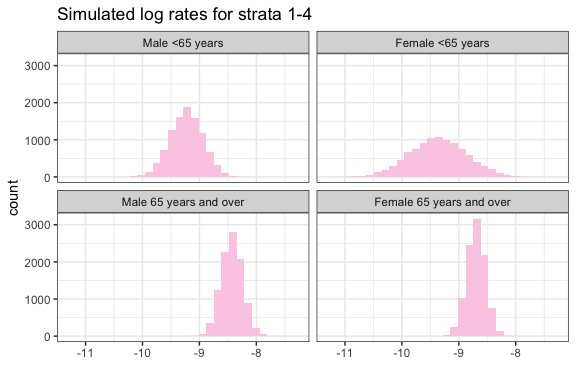 Simulated log rates for strata 1-4
Male <65 years
Female <65 years
3000
2000
1000
0
count
Male 65 years and over
Female 65 years and over
3000
2000
1000
0
-11
-10
-9
-8
-11
-10
-9
-8